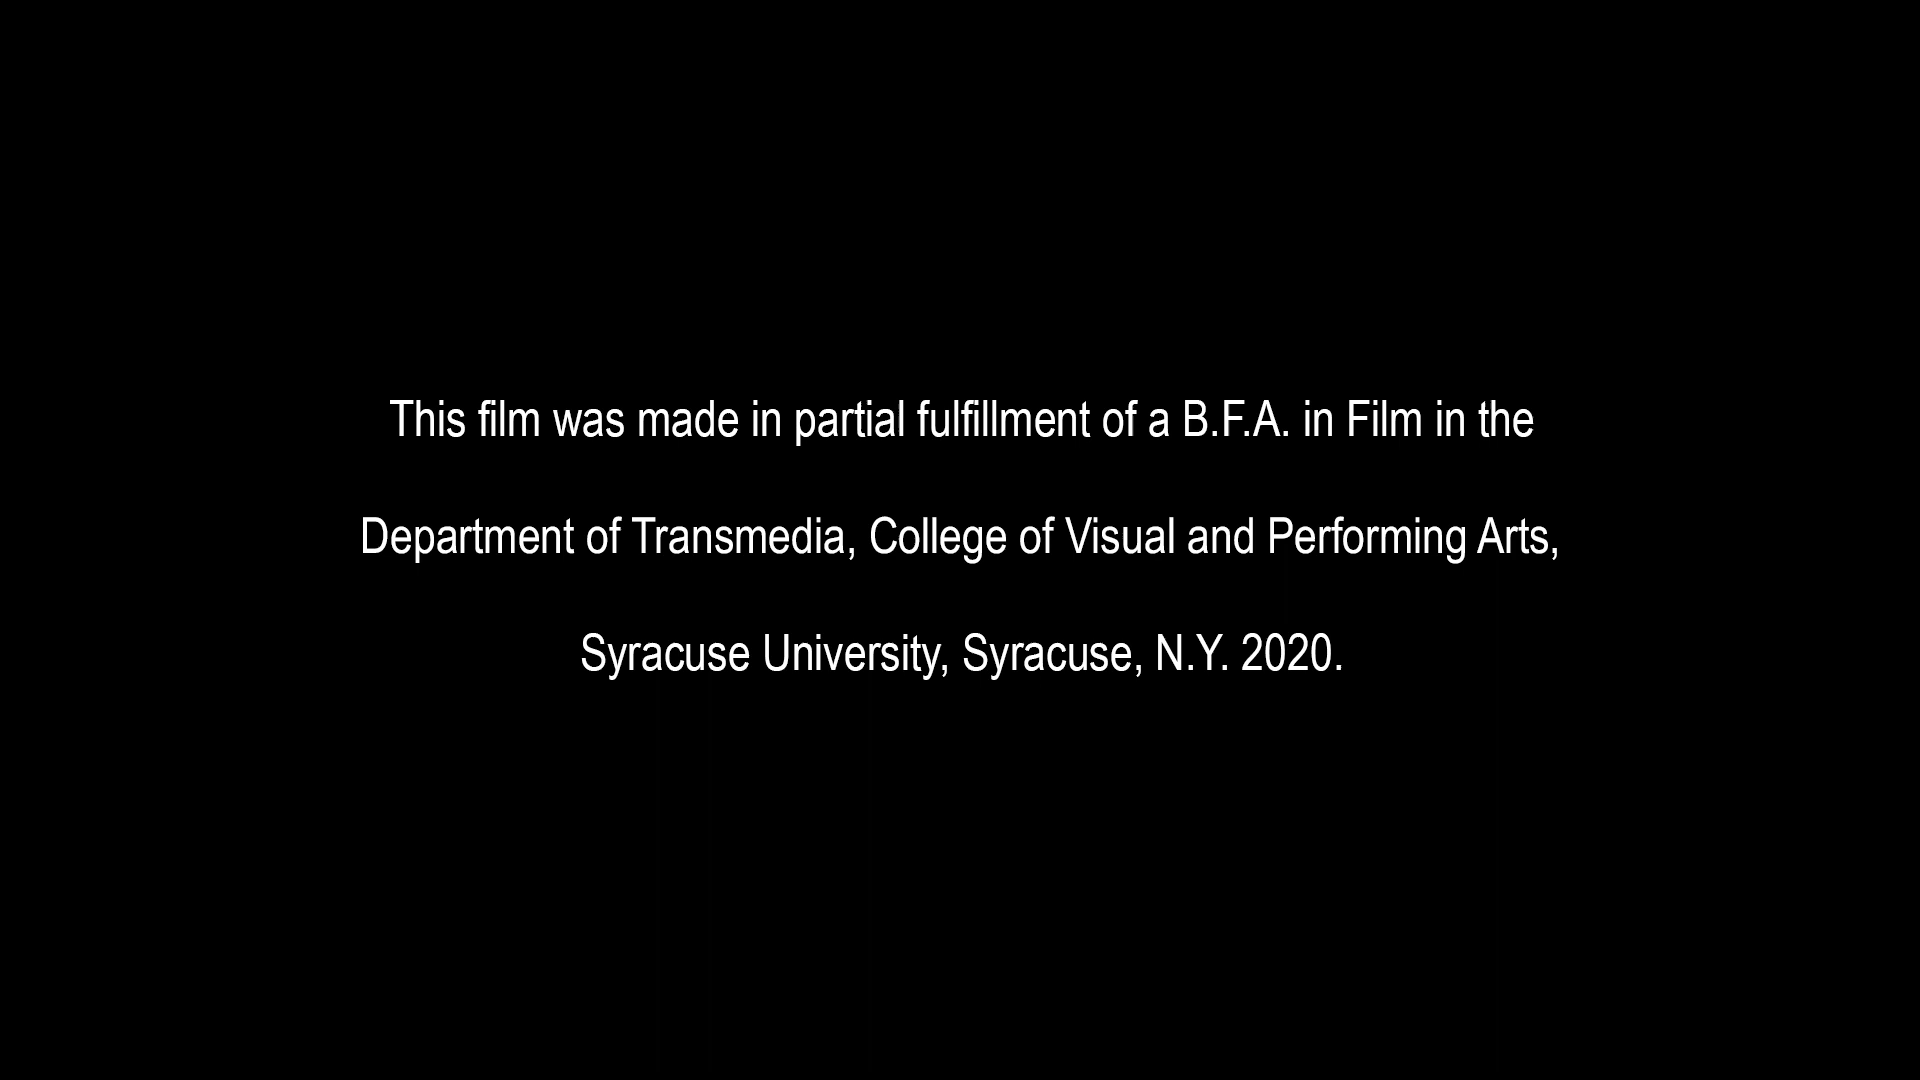 This film was made in partial fulfillment of a B.F.A. in Film in the
Department of Transmedia, College of Visual and Performing Arts,
Syracuse University, Syracuse, N.Y. 2020.